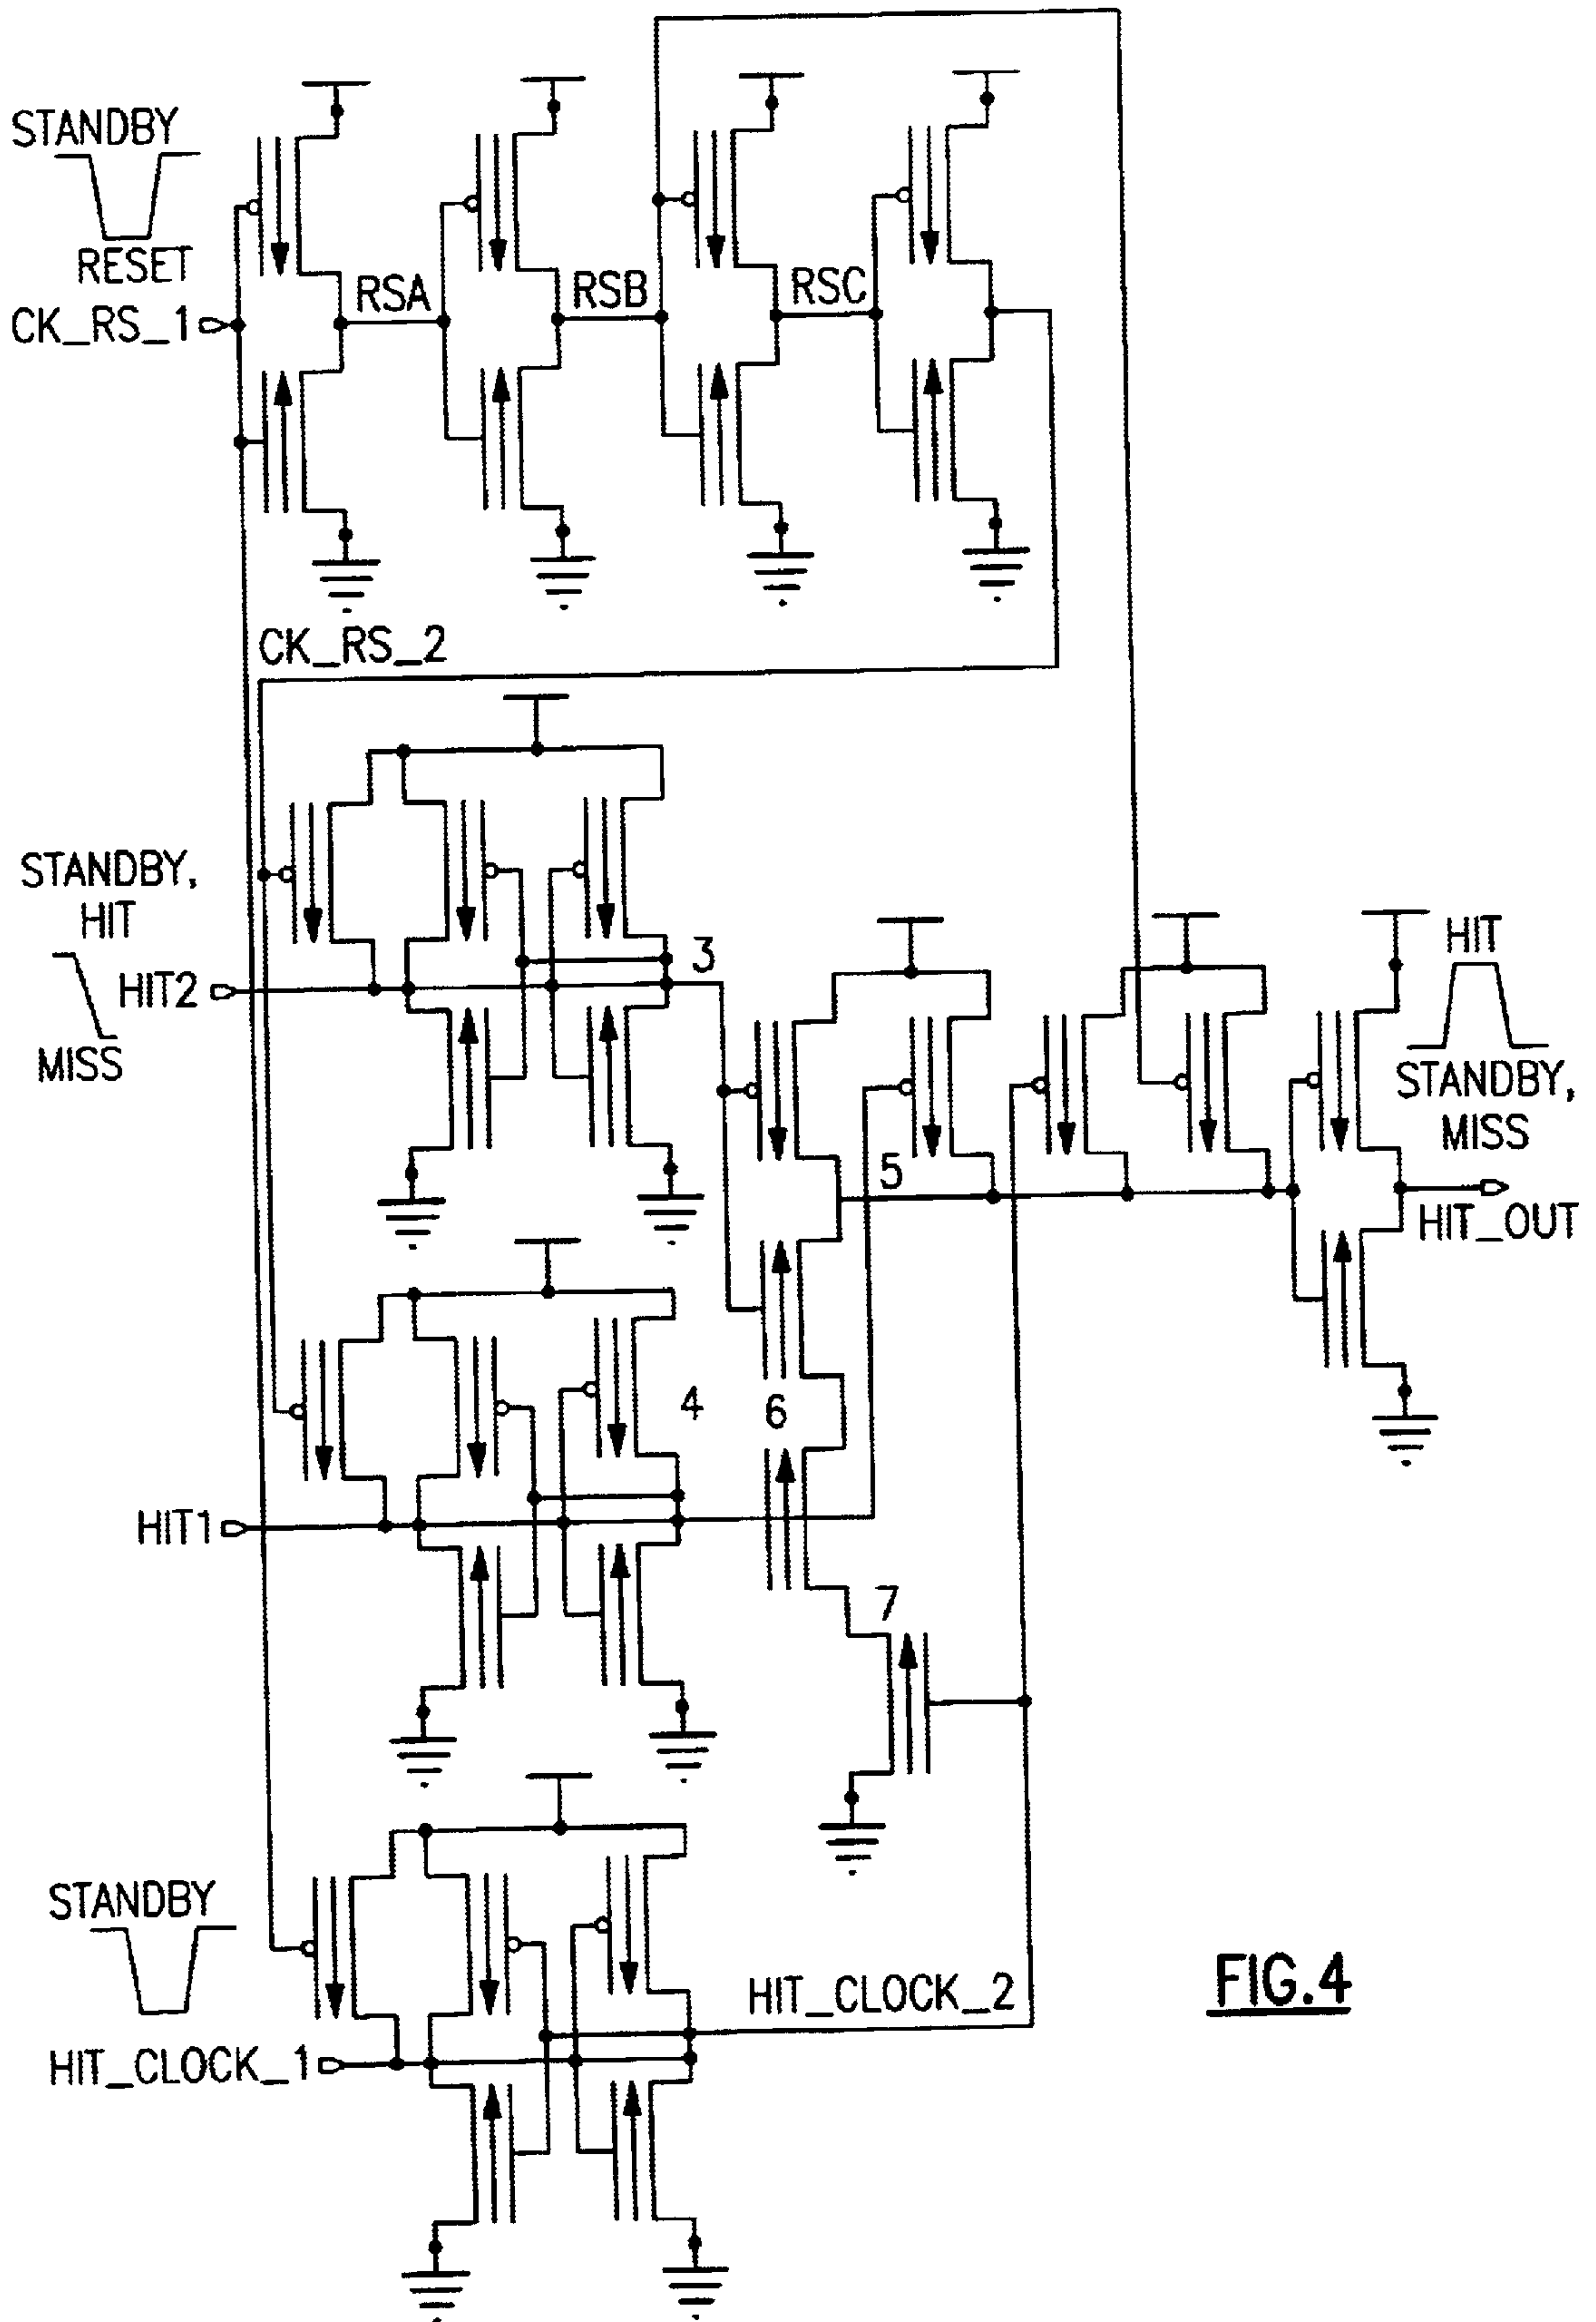 STANDBY
RESET
CK_RS_1
RSA
RSB
RSC
CK_RS_2
STANDBY,
HIT
HIT2
MISS
3
HIT
STANDBY,
MISS
5
HIT_OUT
4
6
HIT1
7
STANDBY
HIT_CLOCK_2
HIT_CLOCK_1
FIG.4